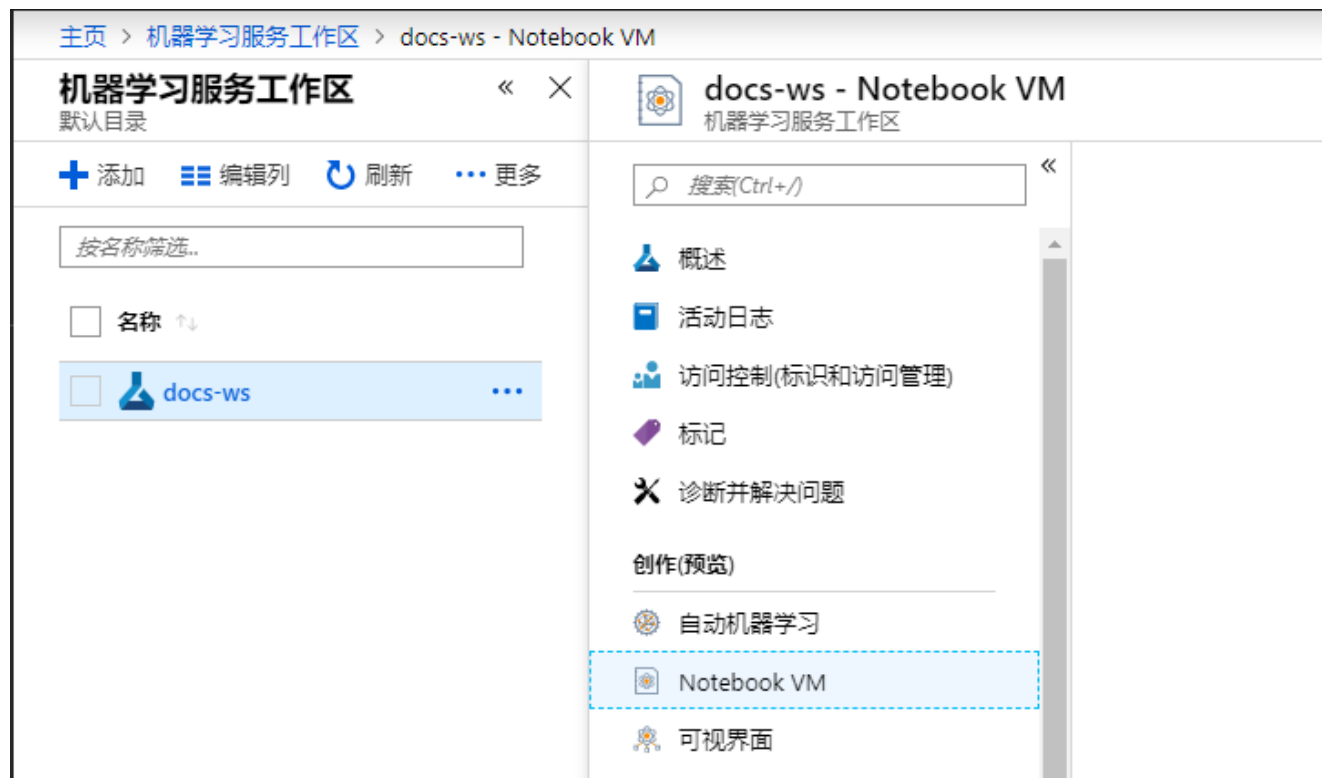 主页 > 机器学习服务工作区 > docs-ws - Notebook VM
机器学习服务工作区
默认目录
添加 编辑列 刷新 更多
按名称筛选...
名称
docs-ws
docs-ws - Notebook VM
机器学习服务工作区
搜索(Ctrl+/)
概述
活动日志
访问控制(标识和访问管理)
标记
诊断并解决问题
创作(预览)
自动机器学习
Notebook VM
可视界面